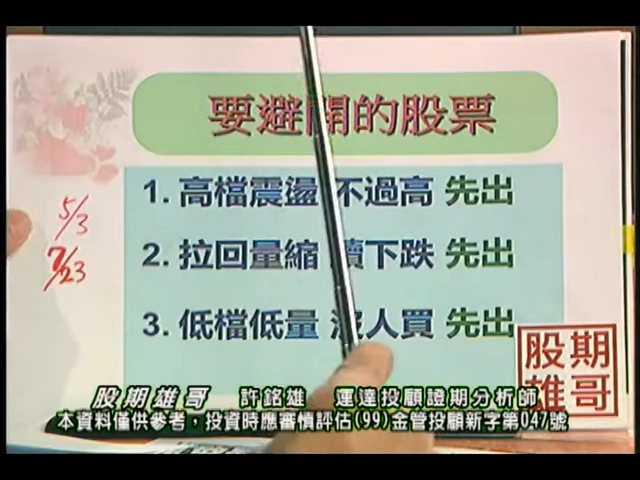 要避開的股票
1. 高檔震盪 不過高 先出
2. 拉回量縮 續下跌 先出
3. 低檔低量 沒人買 先出
5/3
7/23
股期雄哥
股期雄哥 許銘雄 運達投顧證期分析師
本資料僅供參考，投資時應審慎評估(99)金管投顧新字第047號